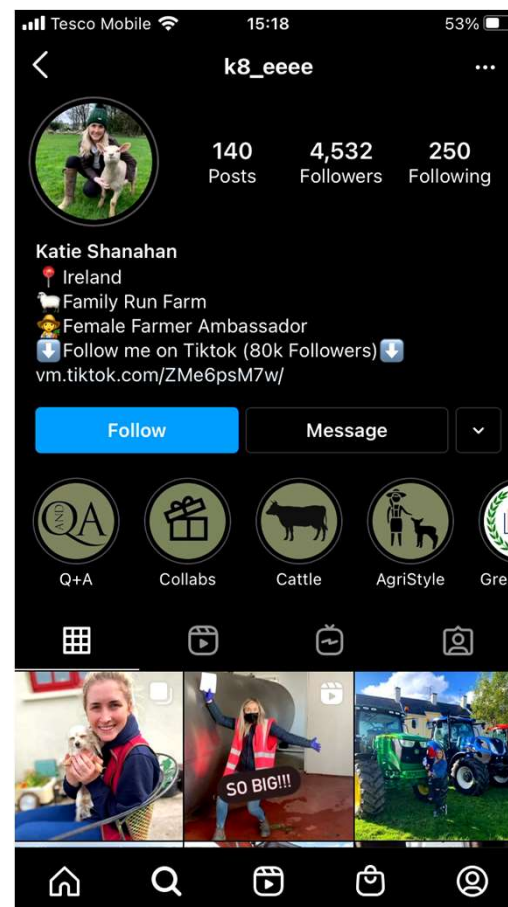 Tesco Mobile 15:18 53%
k8_eeee
140 4,532 250
Posts Followers Following
Katie Shanahan
📍 Ireland
🐑Family Run Farm
👩‍🌾Female Farmer Ambassador
⬇️Follow me on Tiktok (80k Followers)⬇️
vm.tiktok.com/ZMe6psM7w/
Follow Message
Q AND A
Q+A Collabs Cattle AgriStyle Gre
SO BIG!!!